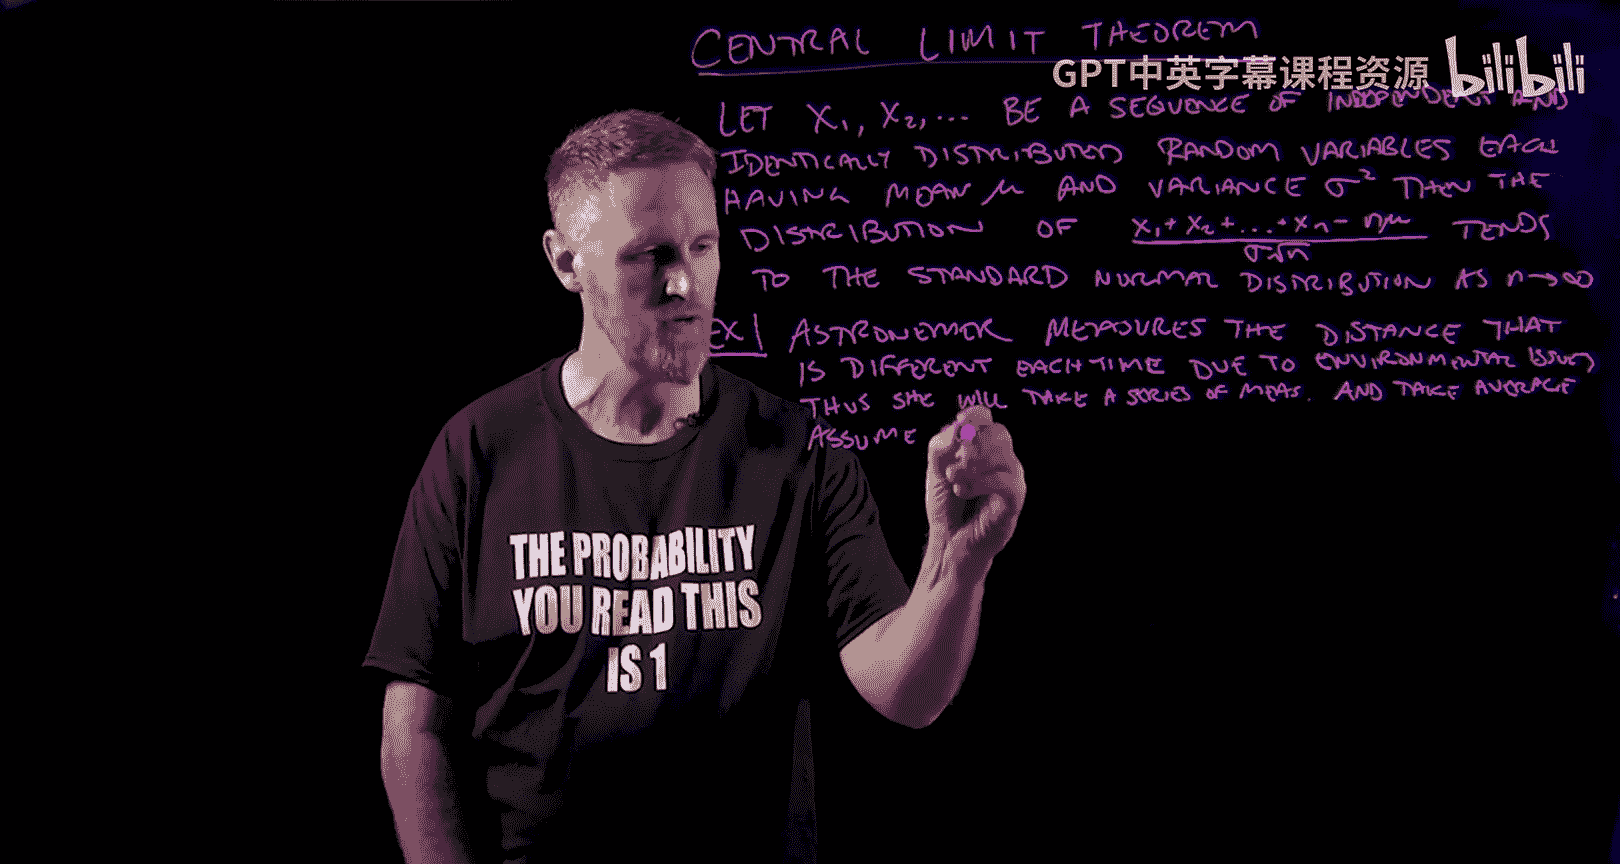 CENTRAL LIMIT THEOREM
GPT中英字幕课程资源 bilibili
LET X₁, X₂, ... BE A SEQUENCE OF INDEPENDENT AND
IDENTICALLY DISTRIBUTED RANDOM VARIABLES EACH
HAVING MEAN μ AND VARIANCE σ² THEN THE
DISTRIBUTION OF (X₁ + X₂ + ... + Xₙ - nμ) / (σ√n) TENDS
TO THE STANDARD NORMAL DISTRIBUTION AS n→∞
EX 1 ASTRONEMER MEASURES THE DISTANCE THAT
IS DIFFERENT EACH TIME DUE TO ENVIRONMENTAL ISSUES
THUS SHE WILL TAKE A SERIES OF MEAS. AND TAKE AVERAGE
ASSUME
THE PROBABILITY
YOU READ THIS
IS 1